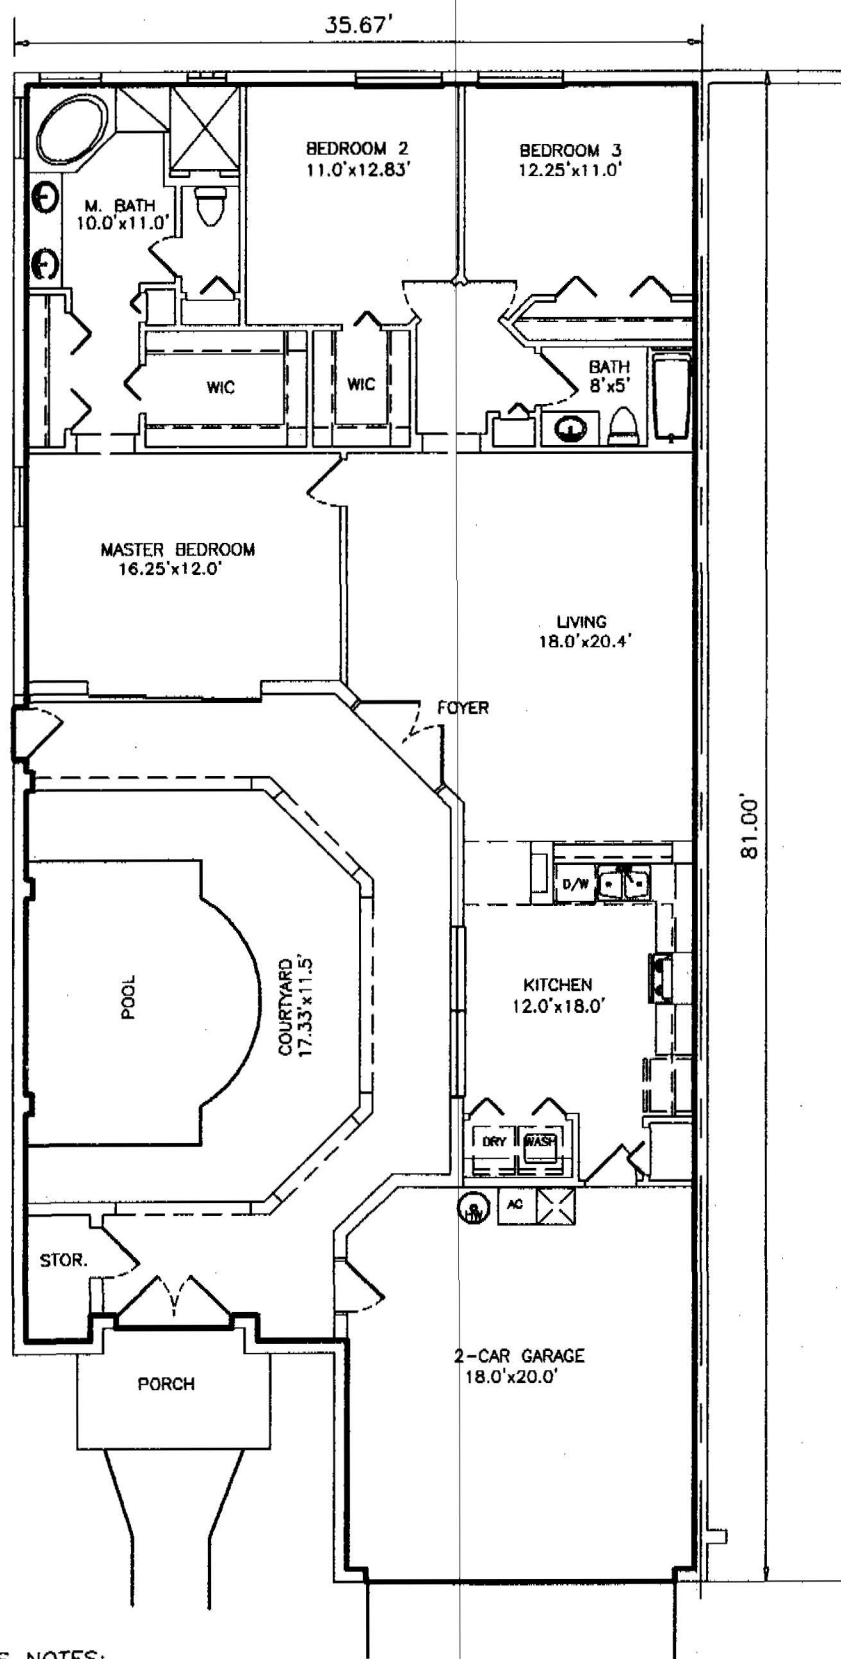 35.67'
BEDROOM 2
11.0'x12.83'
BEDROOM 3
12.25'x11.0'
M. BATH
10.0'x11.0'
WIC
WIC
BATH
8'x5'
MASTER BEDROOM
16.25'x12.0'
LIVING
18.0'x20.4'
FOYER
81.00'
D/W
POOL
COURTYARD
17.33'x11.5'
KITCHEN
12.0'x18.0'
DRY
WASH
HW
AC
STOR.
2-CAR GARAGE
18.0'x20.0'
PORCH
NOTES: